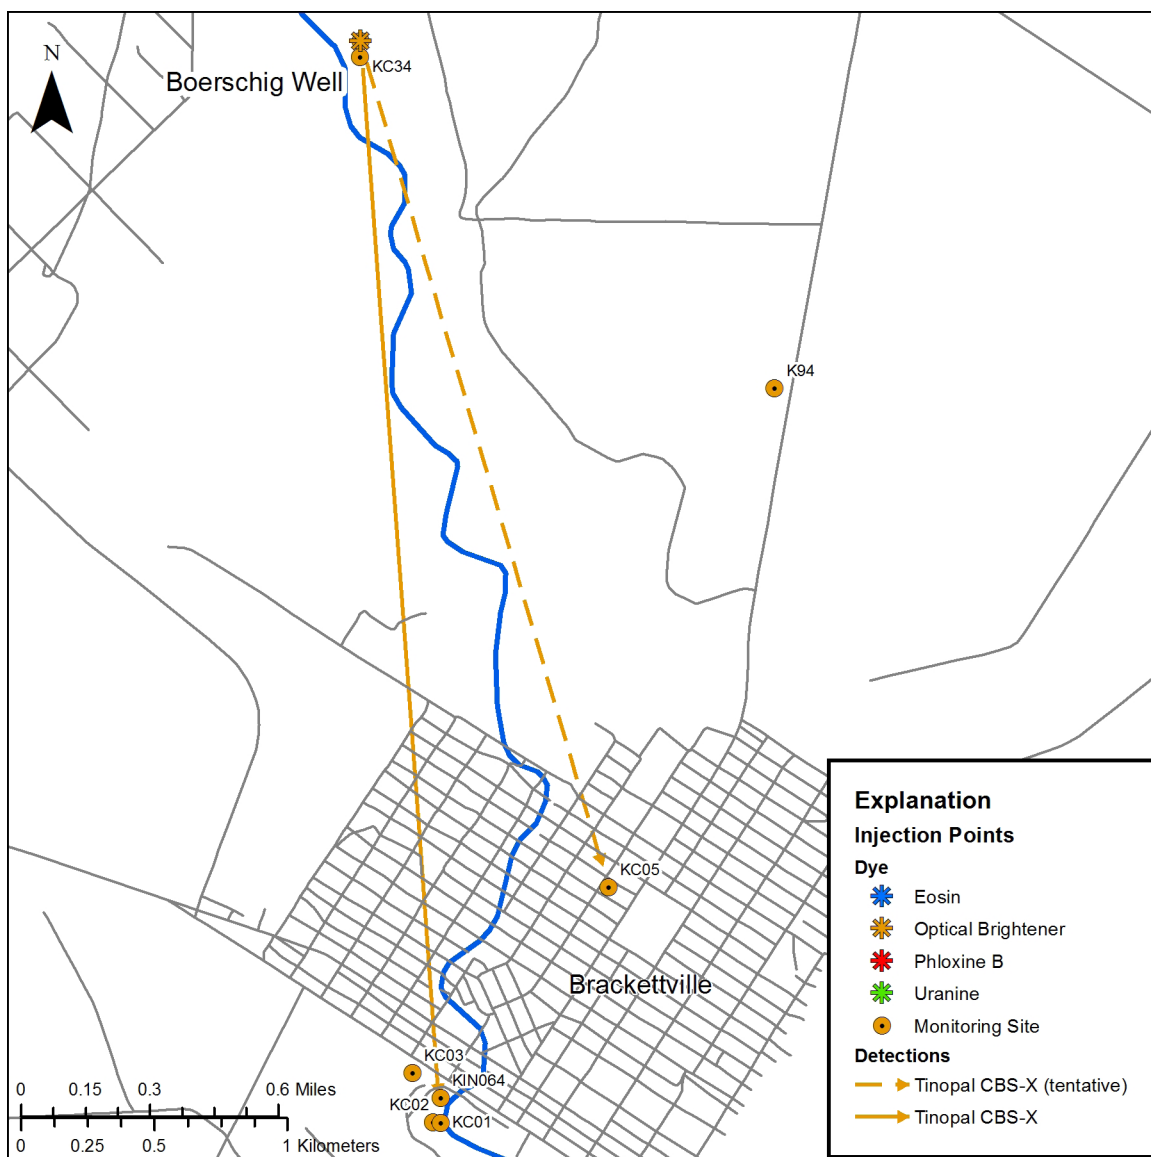 N
KC34
Boerschig Well
K94
KC05
Brackettville
KC03
KIN064
KC02
KC01
0 0.15 0.3 0.6 Miles
0 0.25 0.5 1 Kilometers
Explanation
Injection Points
Dye
Eosin
Optical Brightener
Phloxine B
Uranine
Monitoring Site
Detections
Tinopal CBS-X (tentative)
Tinopal CBS-X